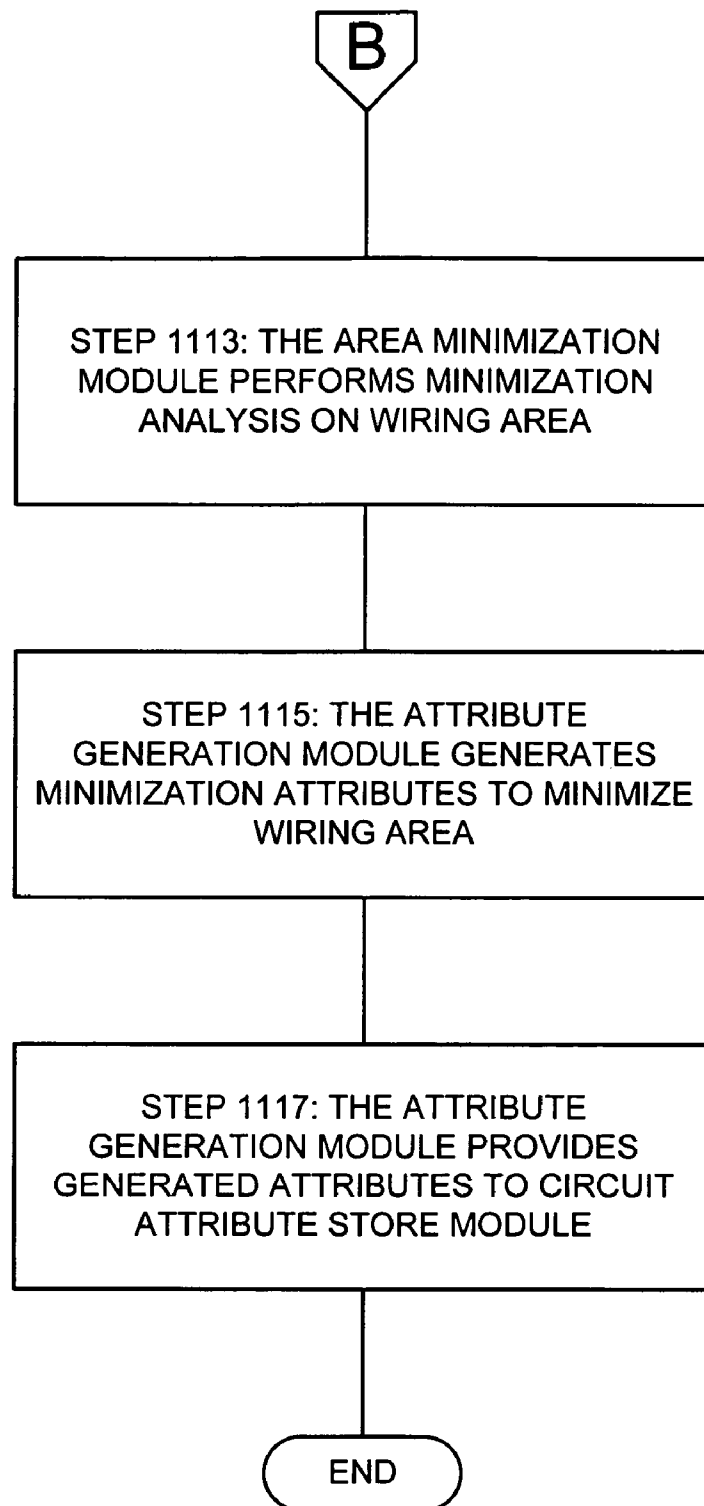 B
STEP 1113: THE AREA MINIMIZATION
MODULE PERFORMS MINIMIZATION
ANALYSIS ON WIRING AREA
STEP 1115: THE ATTRIBUTE
GENERATION MODULE GENERATES
MINIMIZATION ATTRIBUTES TO MINIMIZE
WIRING AREA
STEP 1117: THE ATTRIBUTE
GENERATION MODULE PROVIDES
GENERATED ATTRIBUTES TO CIRCUIT
ATTRIBUTE STORE MODULE
END